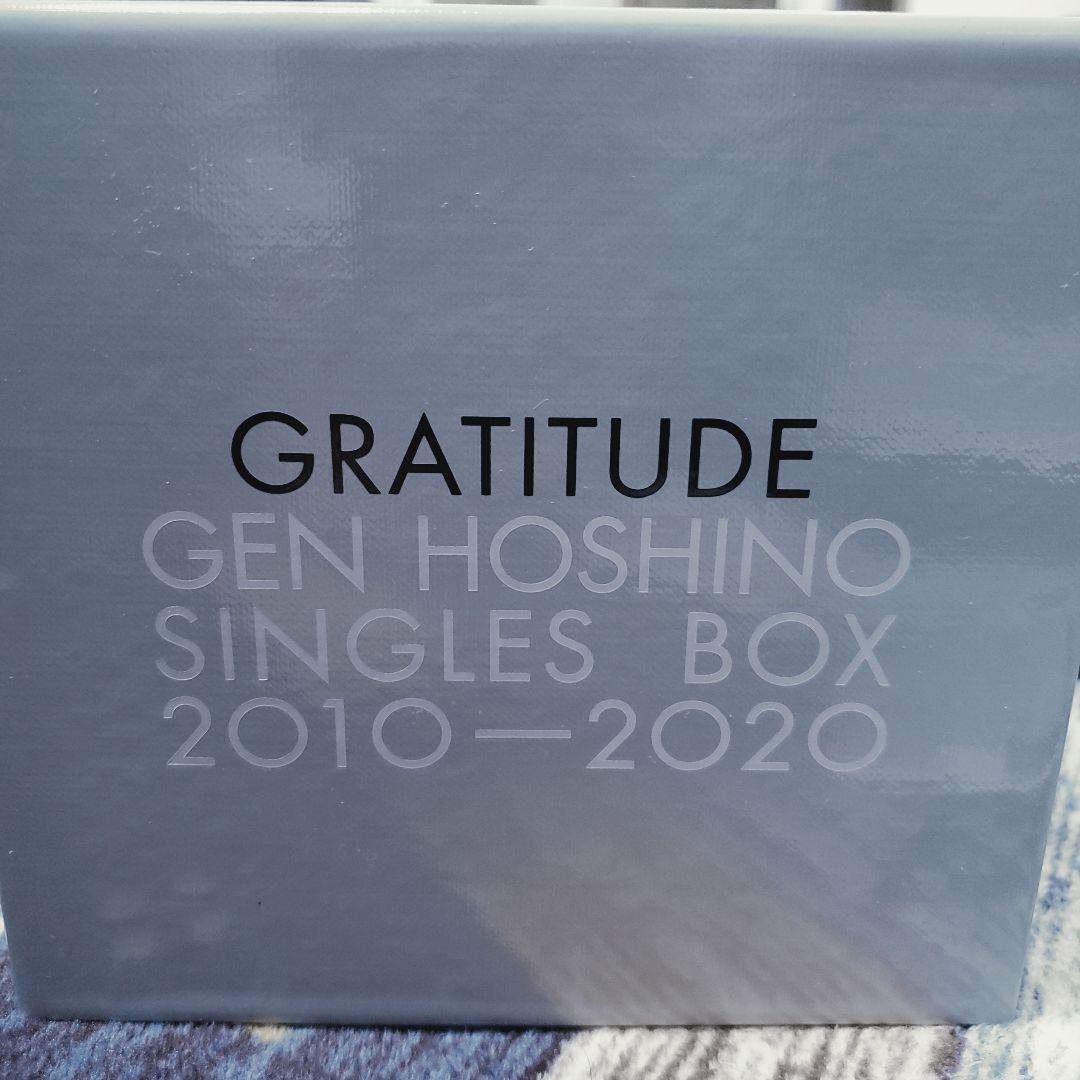 GRATITUDE
GEN HOSHINO
SINGLES BOX
2010—2020